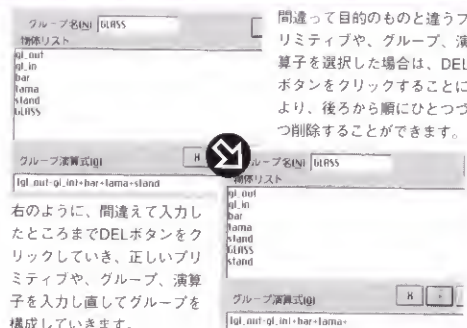 グループ名(N) GLASS
物体リスト
gl_out
gl_in
bar
tama
stand
GLASS
グループ演算式(g)
(gl_out-gl_in)+bar+tama+stand
間違って目的のものと違うプ
リミティブや、グループ、演
算子を選択した場合は、DEL
ボタンをクリックすることに
より、後ろから順にひとつず
つ削除することができます。
右のように、間違えて入力し
たところまでDELボタンをク
リックしていき、正しいプリ
ミティブや、グループ、演算
子を入力し直してグループを
構成していきます。
ループ名(N) GLASS
物体リスト
gl_out
gl_in
bar
tama
stand
GLASS
stand
グループ演算式(g)
(gl_out-gl_in)+bar+tama+